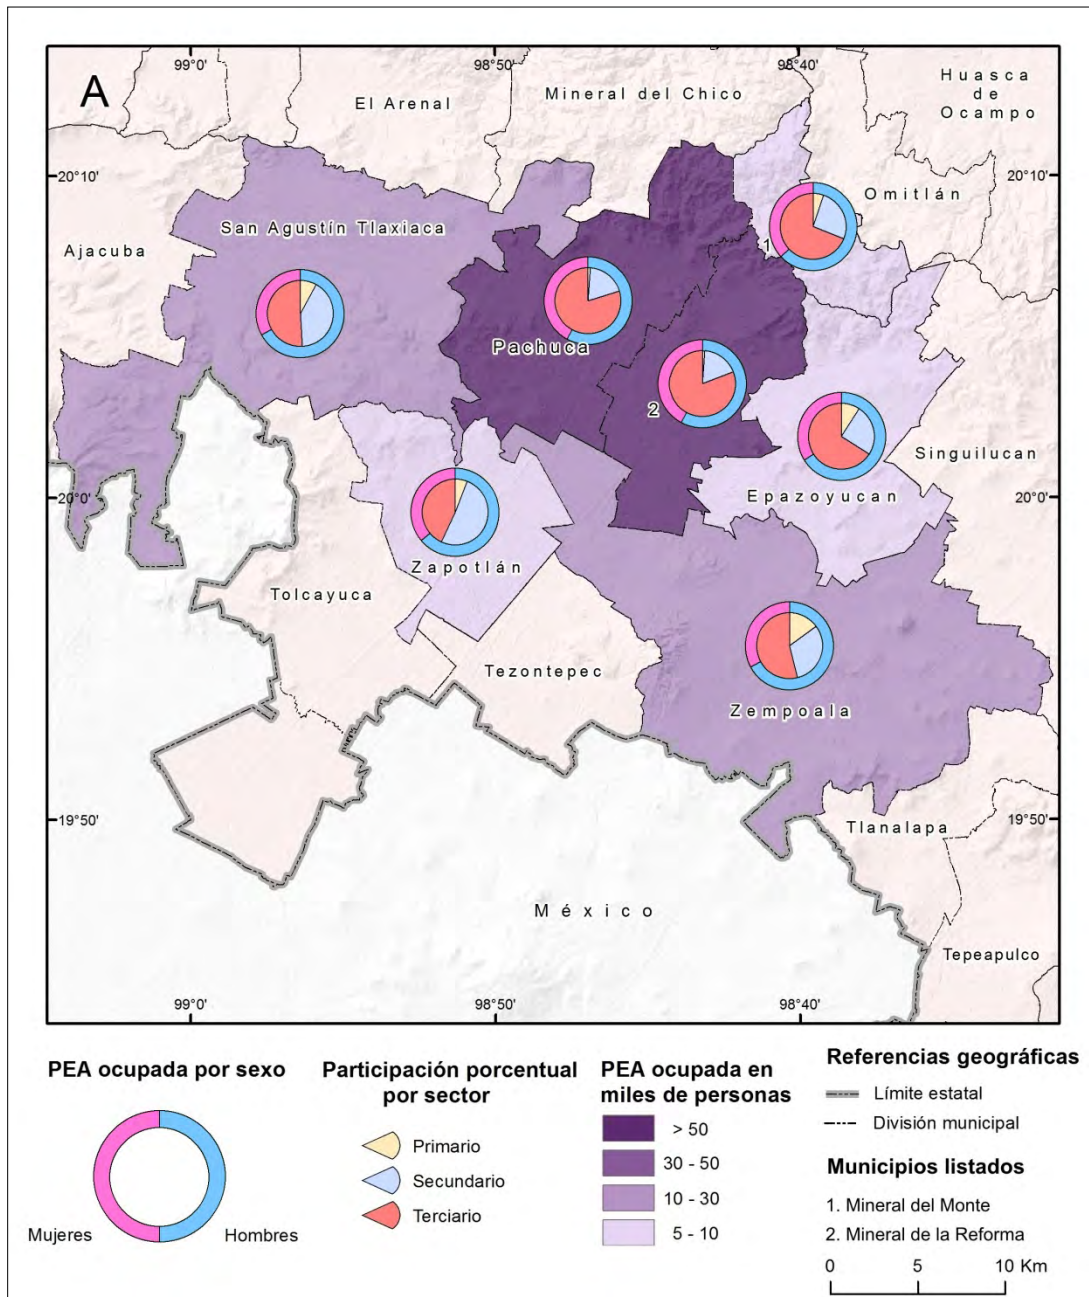 A
99°0'
98°50'
98°40'
El Arenal
Mineral del Chico
Huasca
de
Ocampo
20°10'
20°10'
Omitlán
San Agustín Tlaxiaca
Ajacuba
1
Pachuca
2
Singuilucan
Epazoyucan
20°0'
20°0'
Zapotlán
Tolcayuca
Tezontepec
Zempoala
19°50'
19°50'
Tlanalapa
México
Tepeapulco
99°0'
98°50'
98°40'
PEA ocupada por sexo
Mujeres
Hombres
Participación porcentual
por sector
Primario
Secundario
Terciario
PEA ocupada en
miles de personas
> 50
30 - 50
10 - 30
5 - 10
Referencias geográficas
Límite estatal
División municipal
Municipios listados
1. Mineral del Monte
2. Mineral de la Reforma
0 5 10 Km